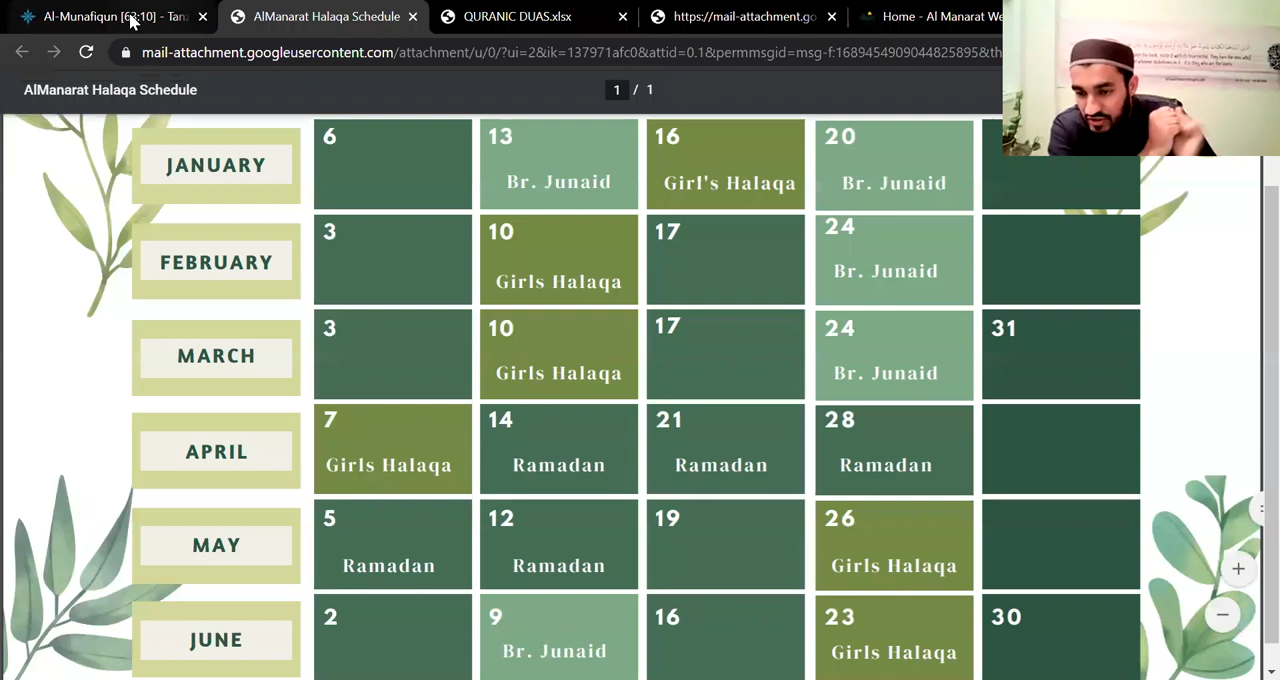 Al-Munafiqun [63:10] - Tanz
AlManarat Halaqa Schedule
QURANIC DUAS.xlsx
https://mail-attachment.go
Home - Al Manarat We
mail-attachment.googleusercontent.com/attachment/u/0/?ui=2&ik=137971afc0&attid=0.1&permmsgid=msg-f:1689454909044825895&th
AlManarat Halaqa Schedule
1 / 1
JANUARY
6
13
Br. Junaid
16
Girl's Halaqa
20
Br. Junaid
FEBRUARY
3
10
Girls Halaqa
17
24
Br. Junaid
MARCH
3
10
Girls Halaqa
17
24
Br. Junaid
31
APRIL
7
Girls Halaqa
14
Ramadan
21
Ramadan
28
Ramadan
MAY
5
Ramadan
12
Ramadan
19
26
Girls Halaqa
JUNE
2
9
Br. Junaid
16
23
Girls Halaqa
30